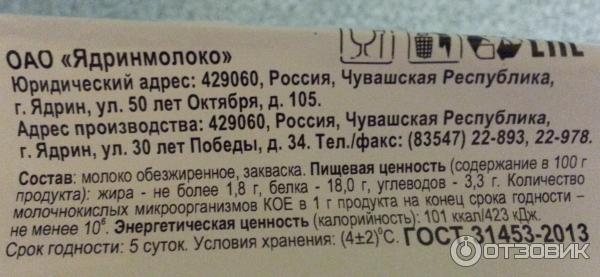 ОАО «Ядринмолоко»
Юридический адрес: 429060, Россия, Чувашская Республика,
г. Ядрин, ул. 50 лет Октября, д. 105.
Адрес производства: 429060, Россия, Чувашская Республика,
г. Ядрин, ул. 30 лет Победы, д. 34. Тел./факс: (83547) 22-893, 22-978.
Состав: молоко обезжиренное, закваска. Пищевая ценность (содержание в 100 г
продукта): жира - не более 1,8 г, белка - 18,0 г, углеводов - 3,3 г. Количество
молочнокислых микроорганизмов КОЕ в 1 г продукта на конец срока годности –
не менее 10⁶. Энергетическая ценность (калорийность): 101 ккал/423 кДж.
Срок годности: 5 суток. Условия хранения: (4±2)⁰С. ГОСТ 31453-2013
ОТЗОВИК